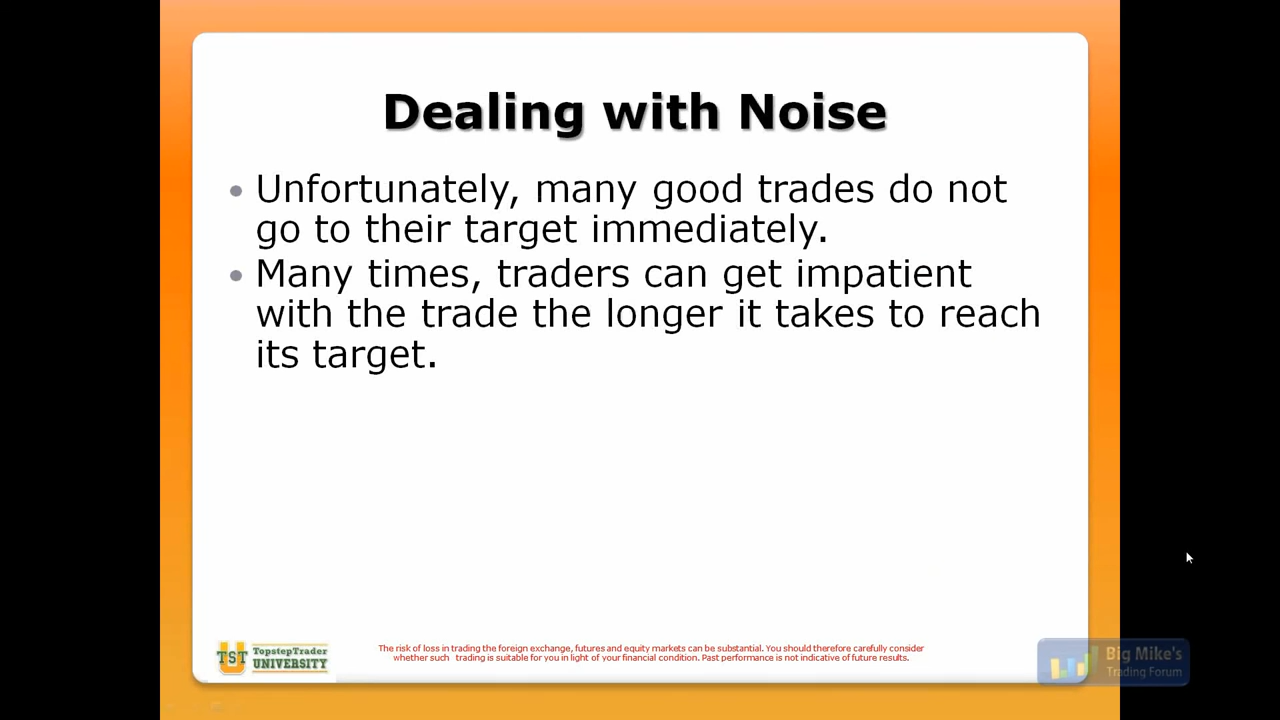 Dealing with Noise
Unfortunately, many good trades do not
go to their target immediately.
Many times, traders can get impatient
with the trade the longer it takes to reach
its target.
TST
TopstepTrader
UNIVERSITY
The risk of loss in trading the foreign exchange, futures and equity markets can be substantial. You should therefore carefully consider
whether such trading is suitable for you in light of your financial condition. Past performance is not indicative of future results.
Big Mike's
Trading Forum